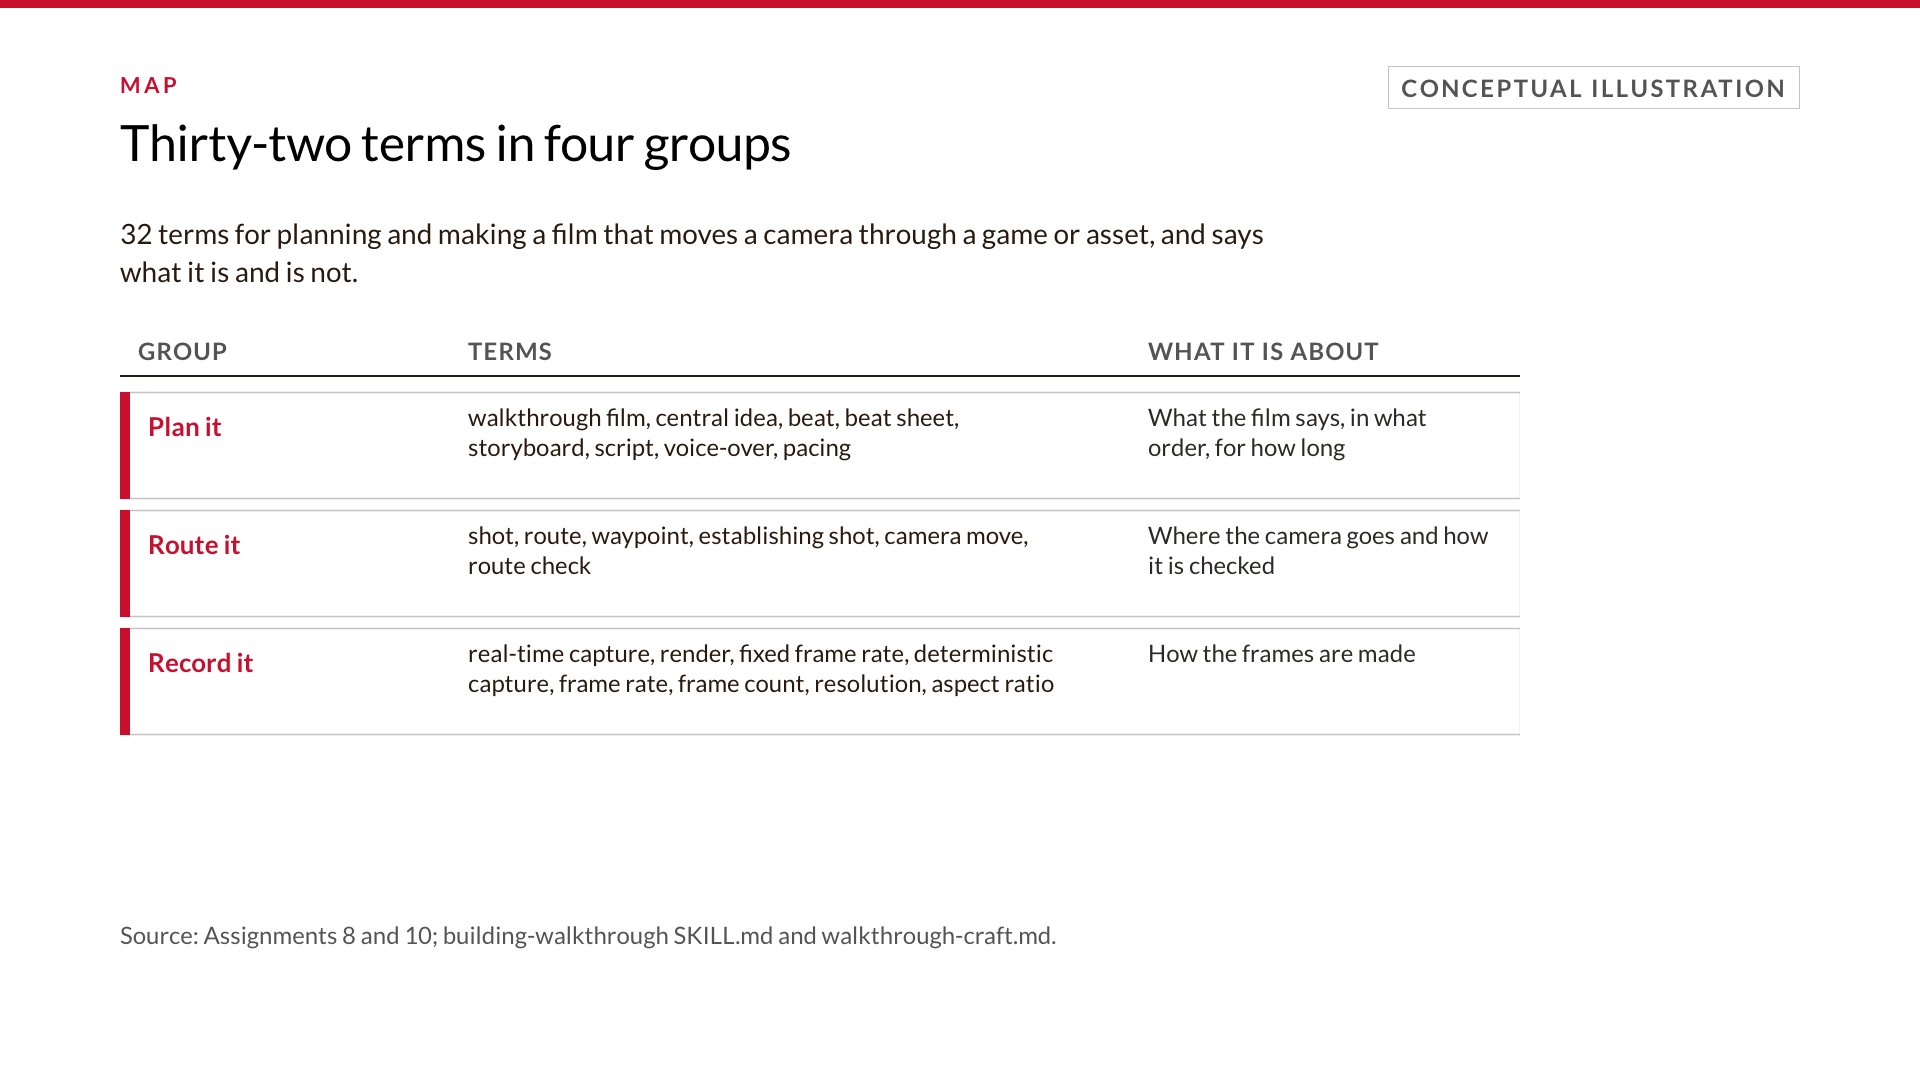 MAP
CONCEPTUAL ILLUSTRATION
Thirty-two terms in four groups
32 terms for planning and making a film that moves a camera through a game or asset, and says
what it is and is not.
GROUP TERMS WHAT IT IS ABOUT
Plan it
walkthrough film, central idea, beat, beat sheet,
storyboard, script, voice-over, pacing
What the film says, in what
order, for how long
Route it
shot, route, waypoint, establishing shot, camera move,
route check
Where the camera goes and how
it is checked
Record it
real-time capture, render, fixed frame rate, deterministic
capture, frame rate, frame count, resolution, aspect ratio
How the frames are made
Source: Assignments 8 and 10; building-walkthrough SKILL.md and walkthrough-craft.md.